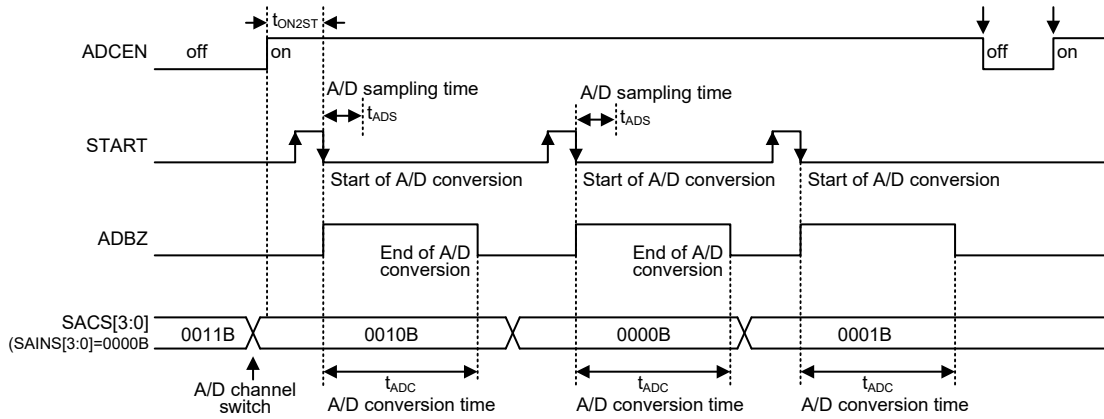 tON2ST
ADCEN
off
on
off
on
A/D sampling time
tADS
A/D sampling time
tADS
START
Start of A/D conversion
Start of A/D conversion
Start of A/D conversion
ADBZ
End of A/D
conversion
End of A/D
conversion
SACS[3:0]
(SAINS[3:0]=0000B
0011B
0010B
0000B
0001B
A/D channel
switch
tADC
A/D conversion time
tADC
A/D conversion time
tADC
A/D conversion time